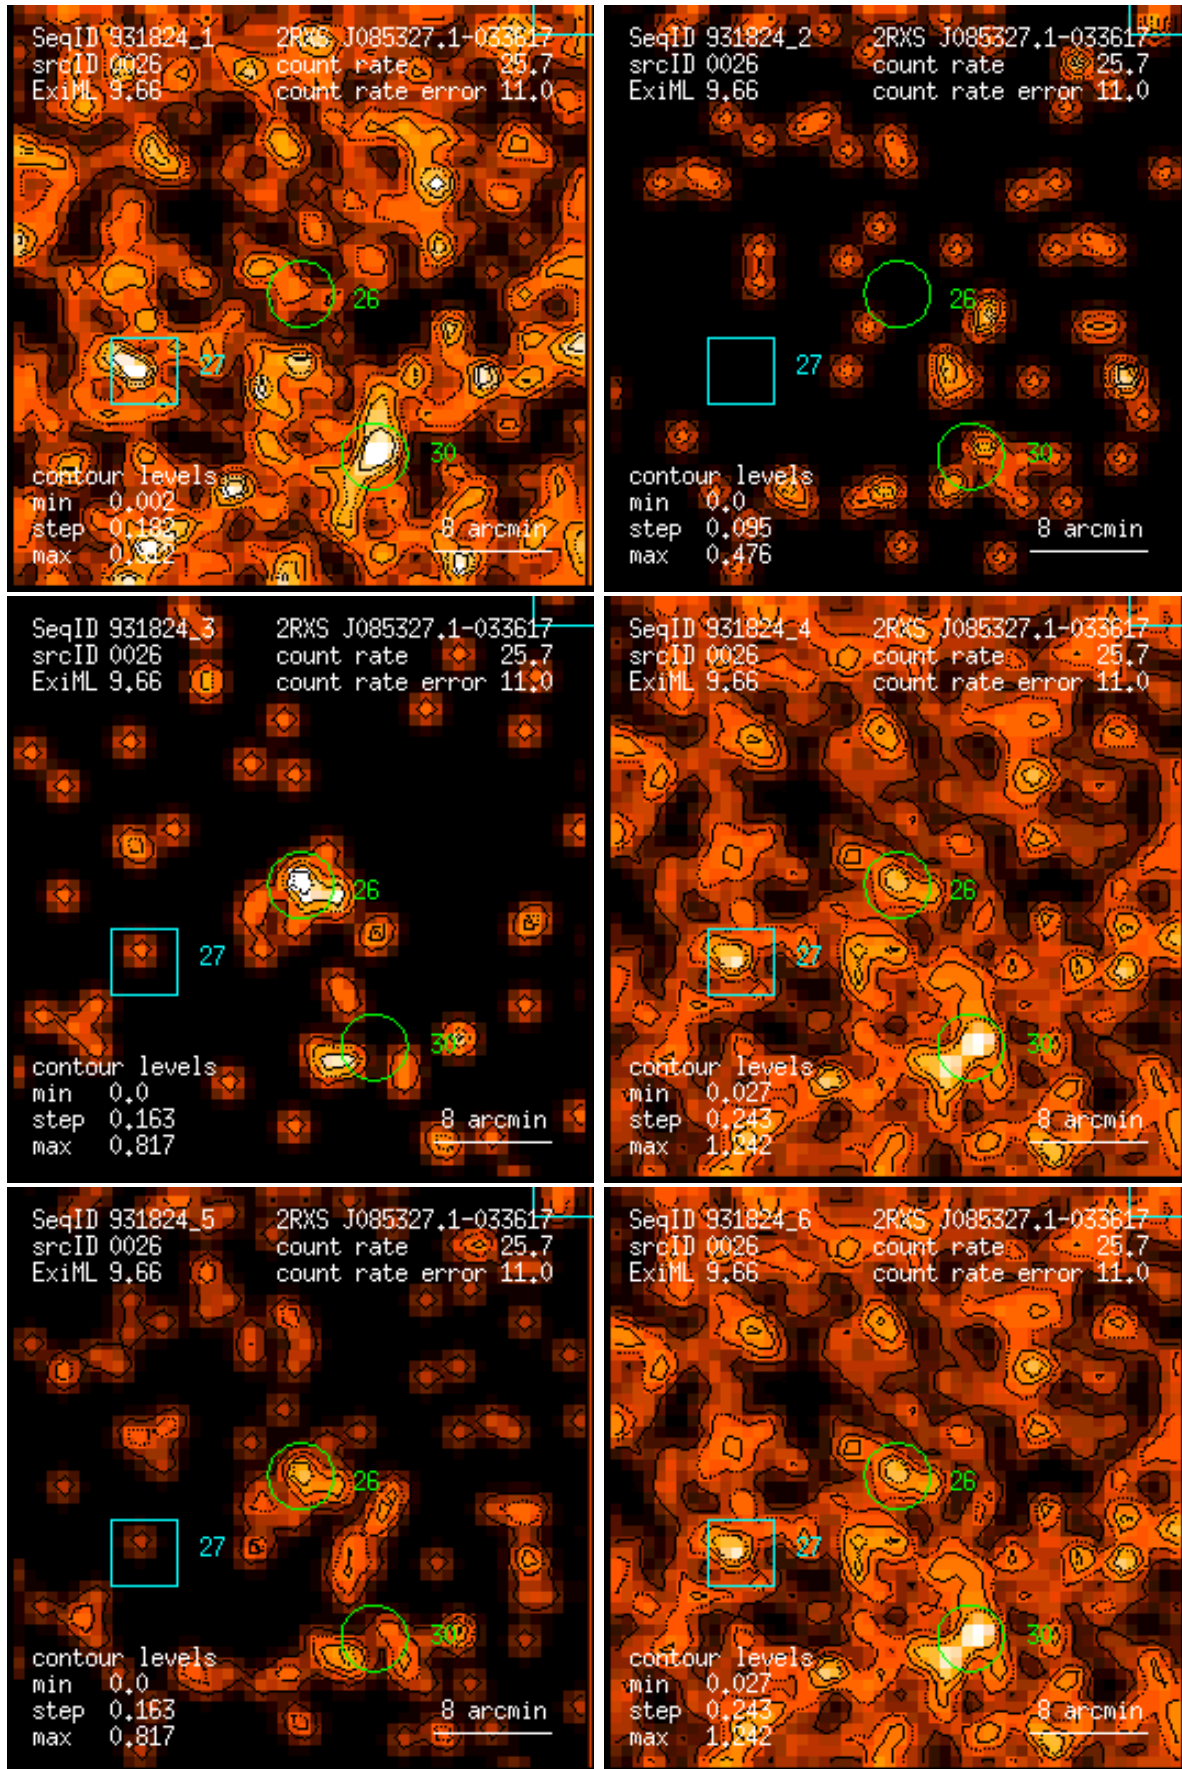 SeqID 931824_1 2RXS J085327.1-033617
srcID 0026 count rate 25.7
ExiML 9.66 count rate error 11.0
26
27
30
contour levels
min 0.002
step 0.182
8 arcmin
max
SeqID 931824_2 2RXS J085327.1-033617
srcID 0026 count rate 25.7
ExiML 9.66 count rate error 11.0
26
27
30
contour levels
min 0.0
step 0.095 8 arcmin
max 0.476
SeqID 931824_3 2RXS J085327.1-033617
srcID 0026 count rate 25.7
ExiML 9.66 count rate error 11.0
26
27
30
contour levels
min 0.0
step 0.163 8 arcmin
max 0.817
SeqID 931824_4 2RXS J085327.1-033617
srcID 0026 count rate 25.7
ExiML 9.66 count rate error 11.0
26
27
30
contour levels
min 0.027
step 0.243 8 arcmin
max 1.242
SeqID 931824_5 2RXS J085327.1-033617
srcID 0026 count rate 25.7
ExiML 9.66 count rate error 11.0
26
27
30
contour levels
min 0.0
step 0.163 8 arcmin
max 0.817
SeqID 931824_6 2RXS J085327.1-033617
srcID 0026 count rate 25.7
ExiML 9.66 count rate error 11.0
26
27
30
contour levels
min 0.027
step 0.243 8 arcmin
max 1.242